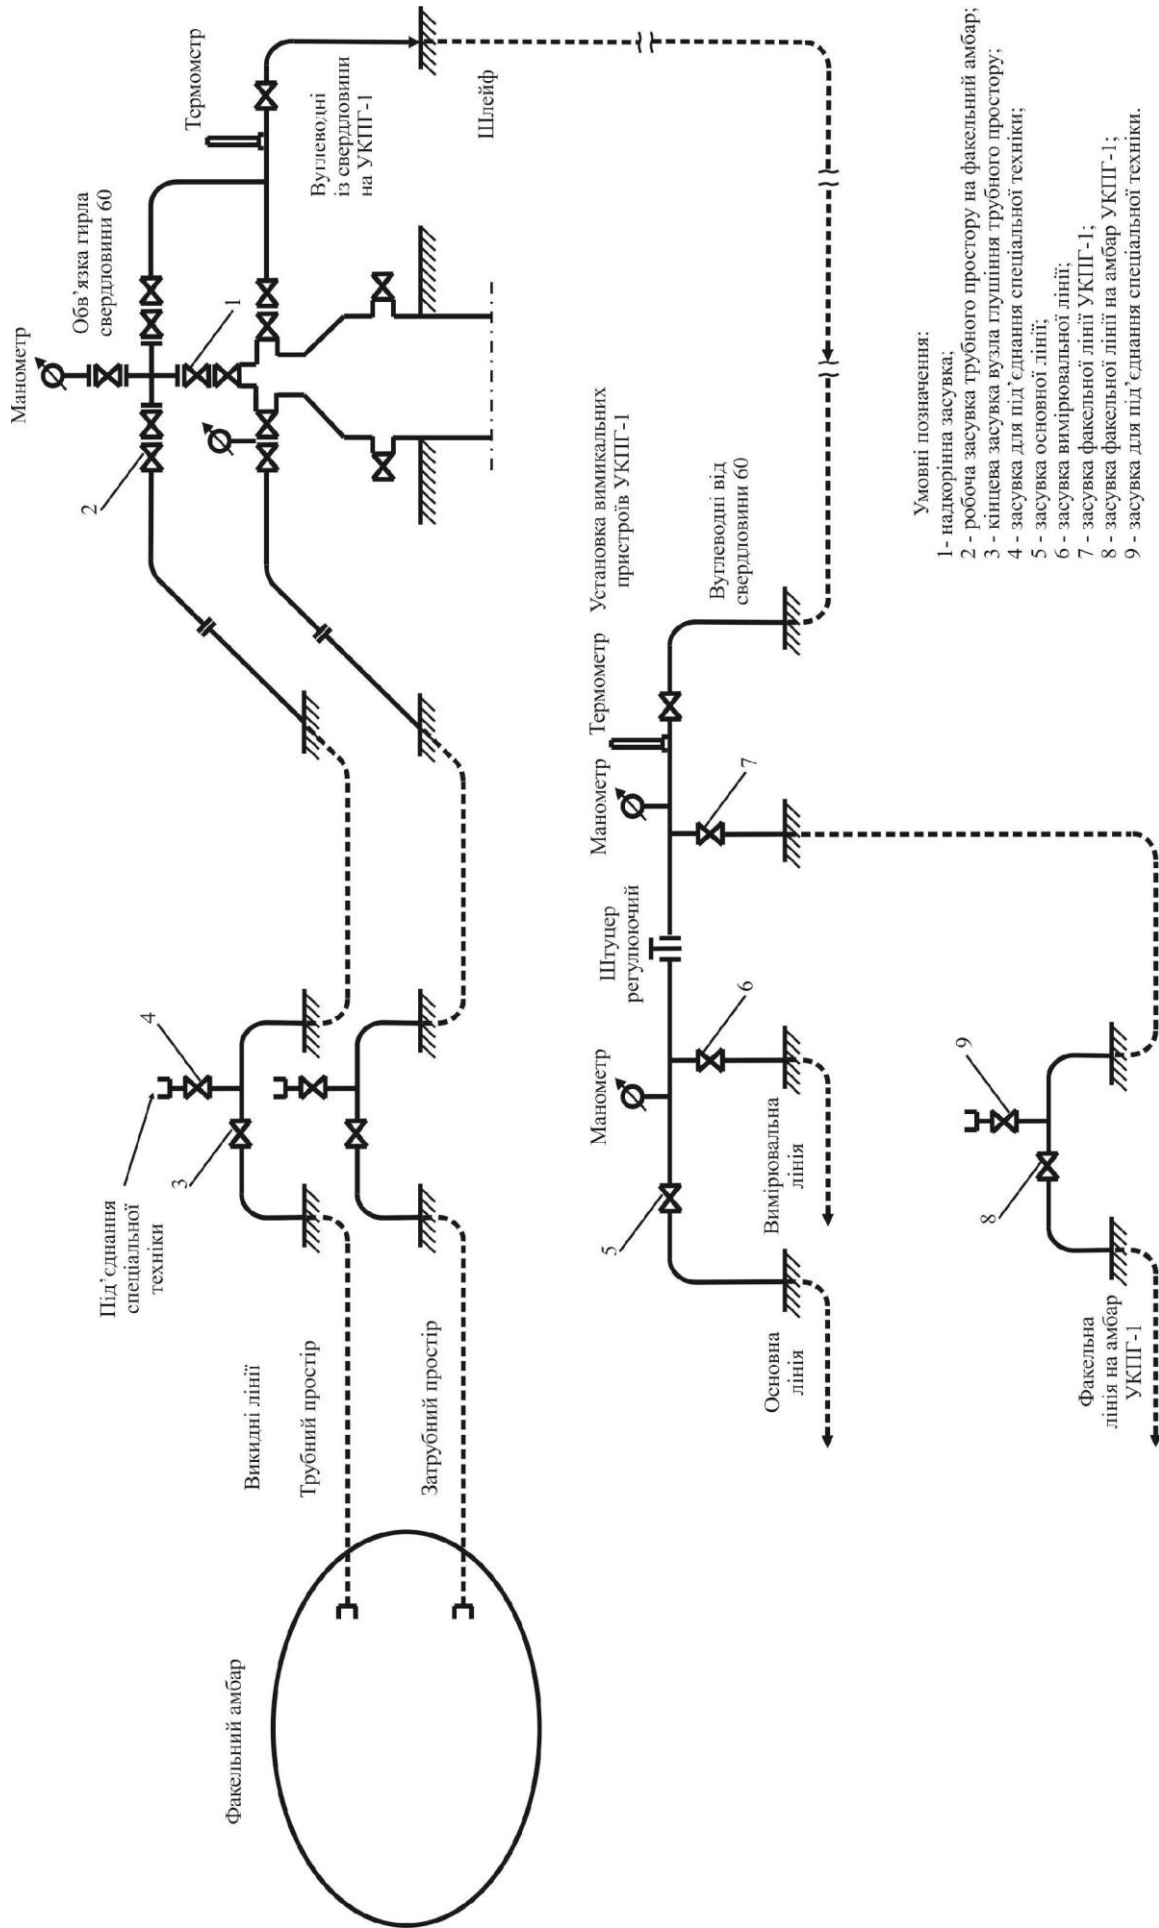 Манометр
Обв’язка гирла
свердловини 60
Термометр
1
2
Вуглеводні
із свердловини
на УКПГ-1
Шлейф
Під’єднання
спеціальної
техніки
4
3
Викидні лінії
Трубний простір
Затрубний простір
Факельний амбар
Установка вимикальних
пристроїв УКПГ-1
Термометр
Манометр
Штуцер
регулюючий
Манометр
Вуглеводні від
свердловини 60
5
6
7
Основна
лінія
Вимірювальна
лінія
8
9
Факельна
лінія на амбар
УКПГ-1
Умовні позначення:
1- надкорінна засувка;
2 - робоча засувка трубного простору на факельний амбар;
3 - кінцева засувка вузла глушіння трубного простору;
4 - засувка для під’єднання спеціальної техніки;
5 - засувка основної лінії;
6 - засувка вимірювальної лінії;
7 - засувка факельної лінії УКПГ-1;
8 - засувка факельної лінії на амбар УКПГ-1;
9 - засувка для під’єднання спеціальної техніки.